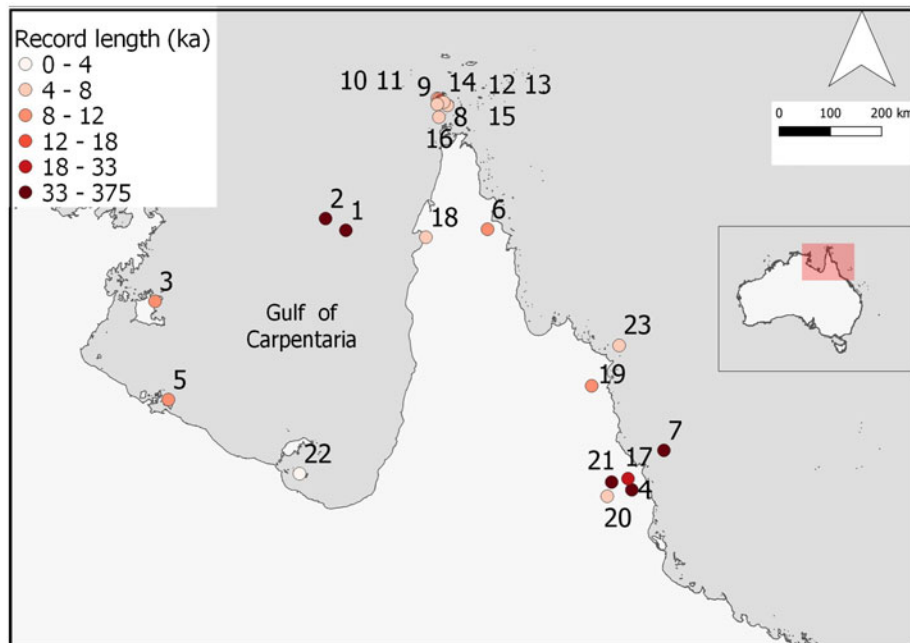 Record length (ka)
0 - 4
4 - 8
8 - 12
12 - 18
18 - 33
33 - 375
10 11 9 14 12 13
8 15
16
0 100 200 km
2
1
18
6
3
Gulf of
Carpentaria
23
19
5
7
22
21 17
4
20